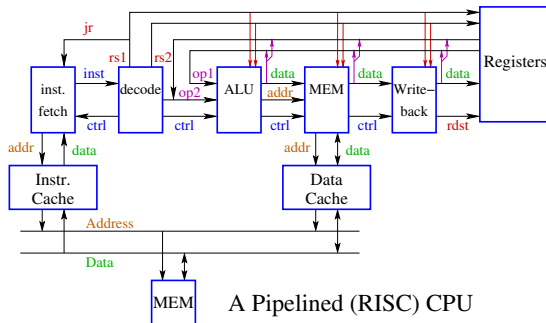 jr
rs1
rs2
inst. fetch
inst
ctrl
decode
op1
op2
ctrl
ALU
data
addr
ctrl
MEM
data
ctrl
Write–
back
data
rdst
Registers
addr
data
addr
data
Instr.
Cache
Data
Cache
Address
Data
MEM
A Pipelined (RISC) CPU